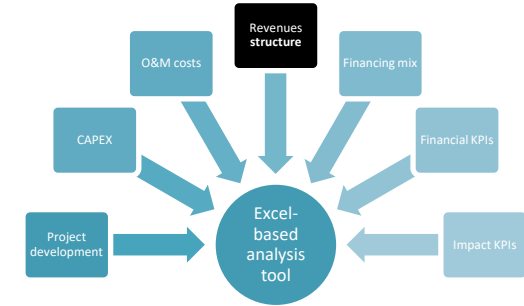 Revenues
structure
O&M costs
Financing mix
CAPEX
Financial KPIs
Project
development
Excel-
based
analysis
tool
Impact KPIs